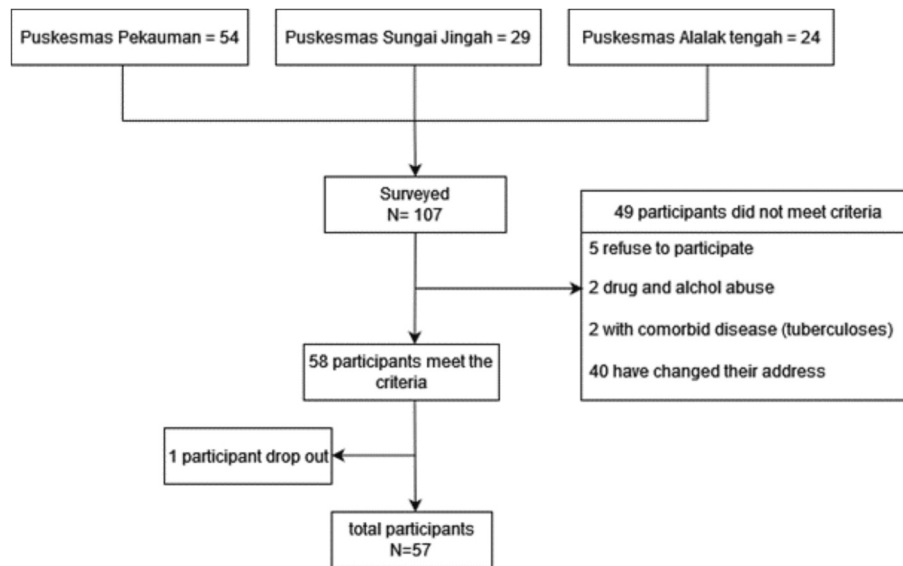 Puskesmas Pekauman = 54
Puskesmas Sungai Jingah = 29
Puskesmas Alalak tengah = 24
Surveyed
N= 107
49 participants did not meet criteria
5 refuse to participate
2 drug and alchol abuse
2 with comorbid disease (tuberculoses)
40 have changed their address
58 participants meet the
criteria
1 participant drop out
total participants
N=57